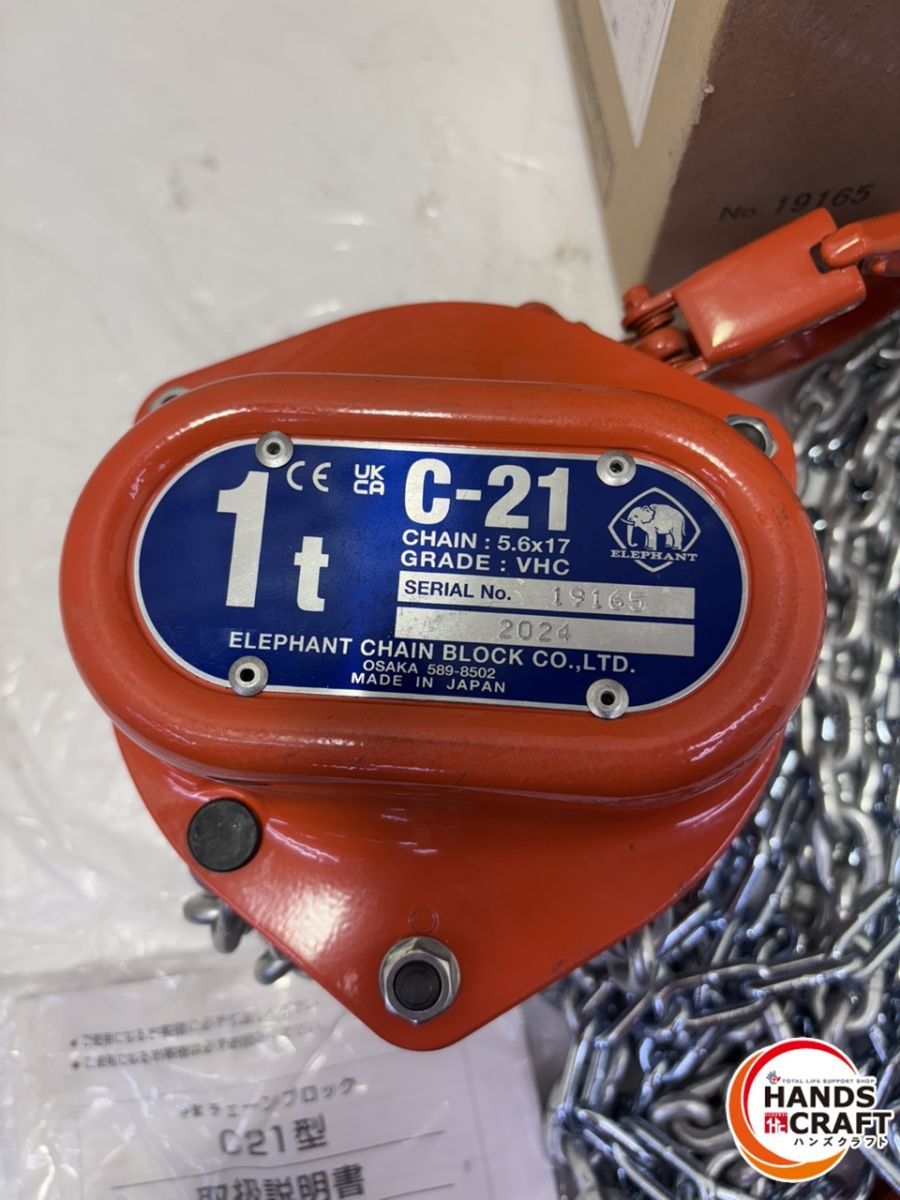 No. 19165
1t
CE
UK
CA
C-21
CHAIN : 5.6x17
GRADE : VHC
ELEPHANT
SERIAL No. 19165
2024
ELEPHANT CHAIN BLOCK CO.,LTD.
OSAKA 589-8502
MADE IN JAPAN
チェーンブロック
C21型
取扱説明書
TOTAL LIFE SUPPORT SHOP
HANDS
CRAFT
ハンズクラフト